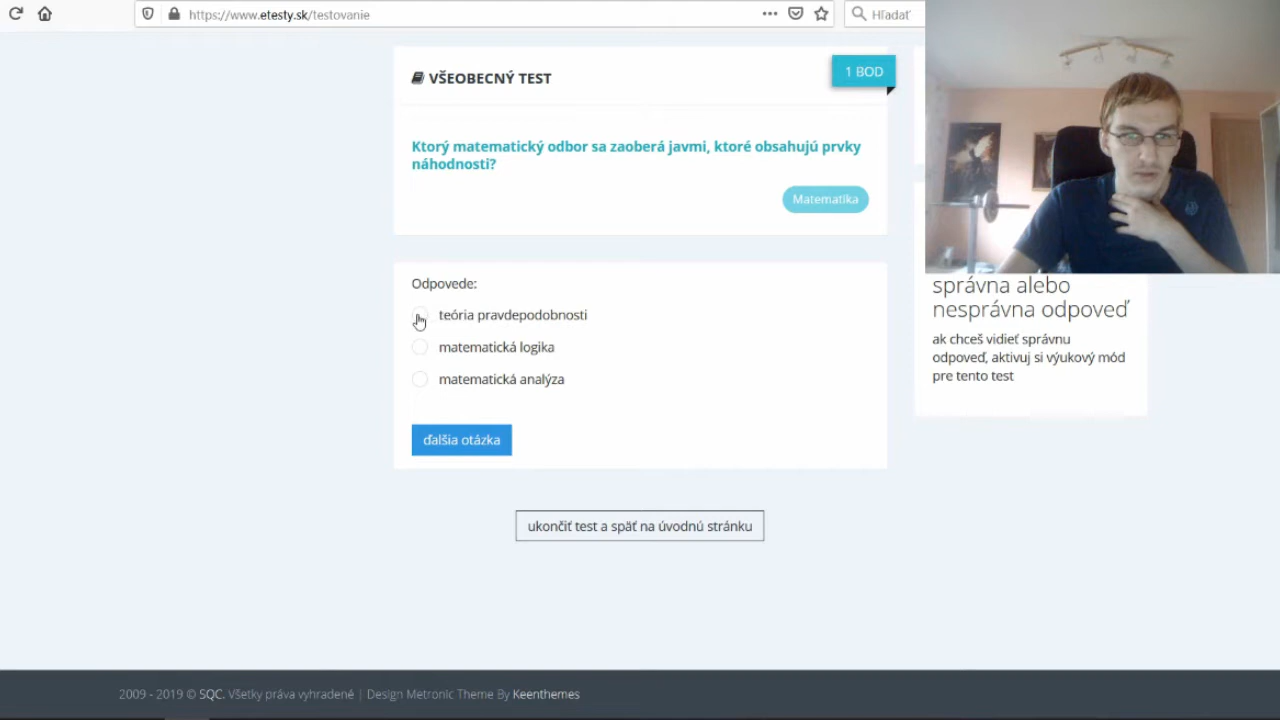 https://www.etesty.sk/testovanie
Hľadať
VŠEOBECNÝ TEST
1 BOD
Ktorý matematický odbor sa zaoberá javmi, ktoré obsahujú prvky
náhodnosti?
Matematika
Odpovede:
teória pravdepodobnosti
matematická logika
matematická analýza
ďalšia otázka
správna alebo
nesprávna odpoveď
ak chceš vidieť správnu
odpoveď, aktivuj si výukový mód
pre tento test
ukončiť test a späť na úvodnú stránku
2009 - 2019 © SQC. Všetky práva vyhradené | Design Metronic Theme By Keenthemes